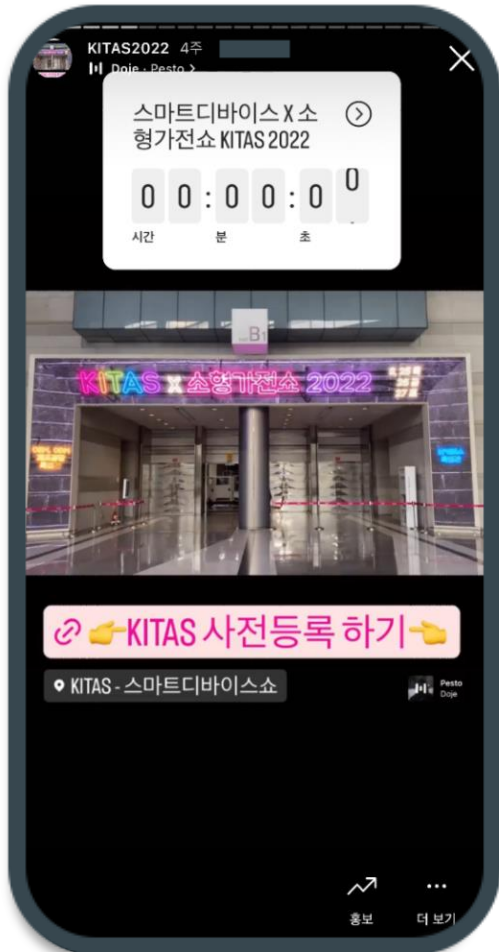 KITAS2022 4주
Doje · Pesto >
스마트디바이스 X 소
형가전쇼 KITAS 2022
0 0 : 0 0 : 0 0
시간 분 초
B1
KITAS X 소형가전쇼 2022
KITAS 사전등록 하기
KITAS - 스마트디바이스쇼
Pesto
Doje
홍보 더 보기